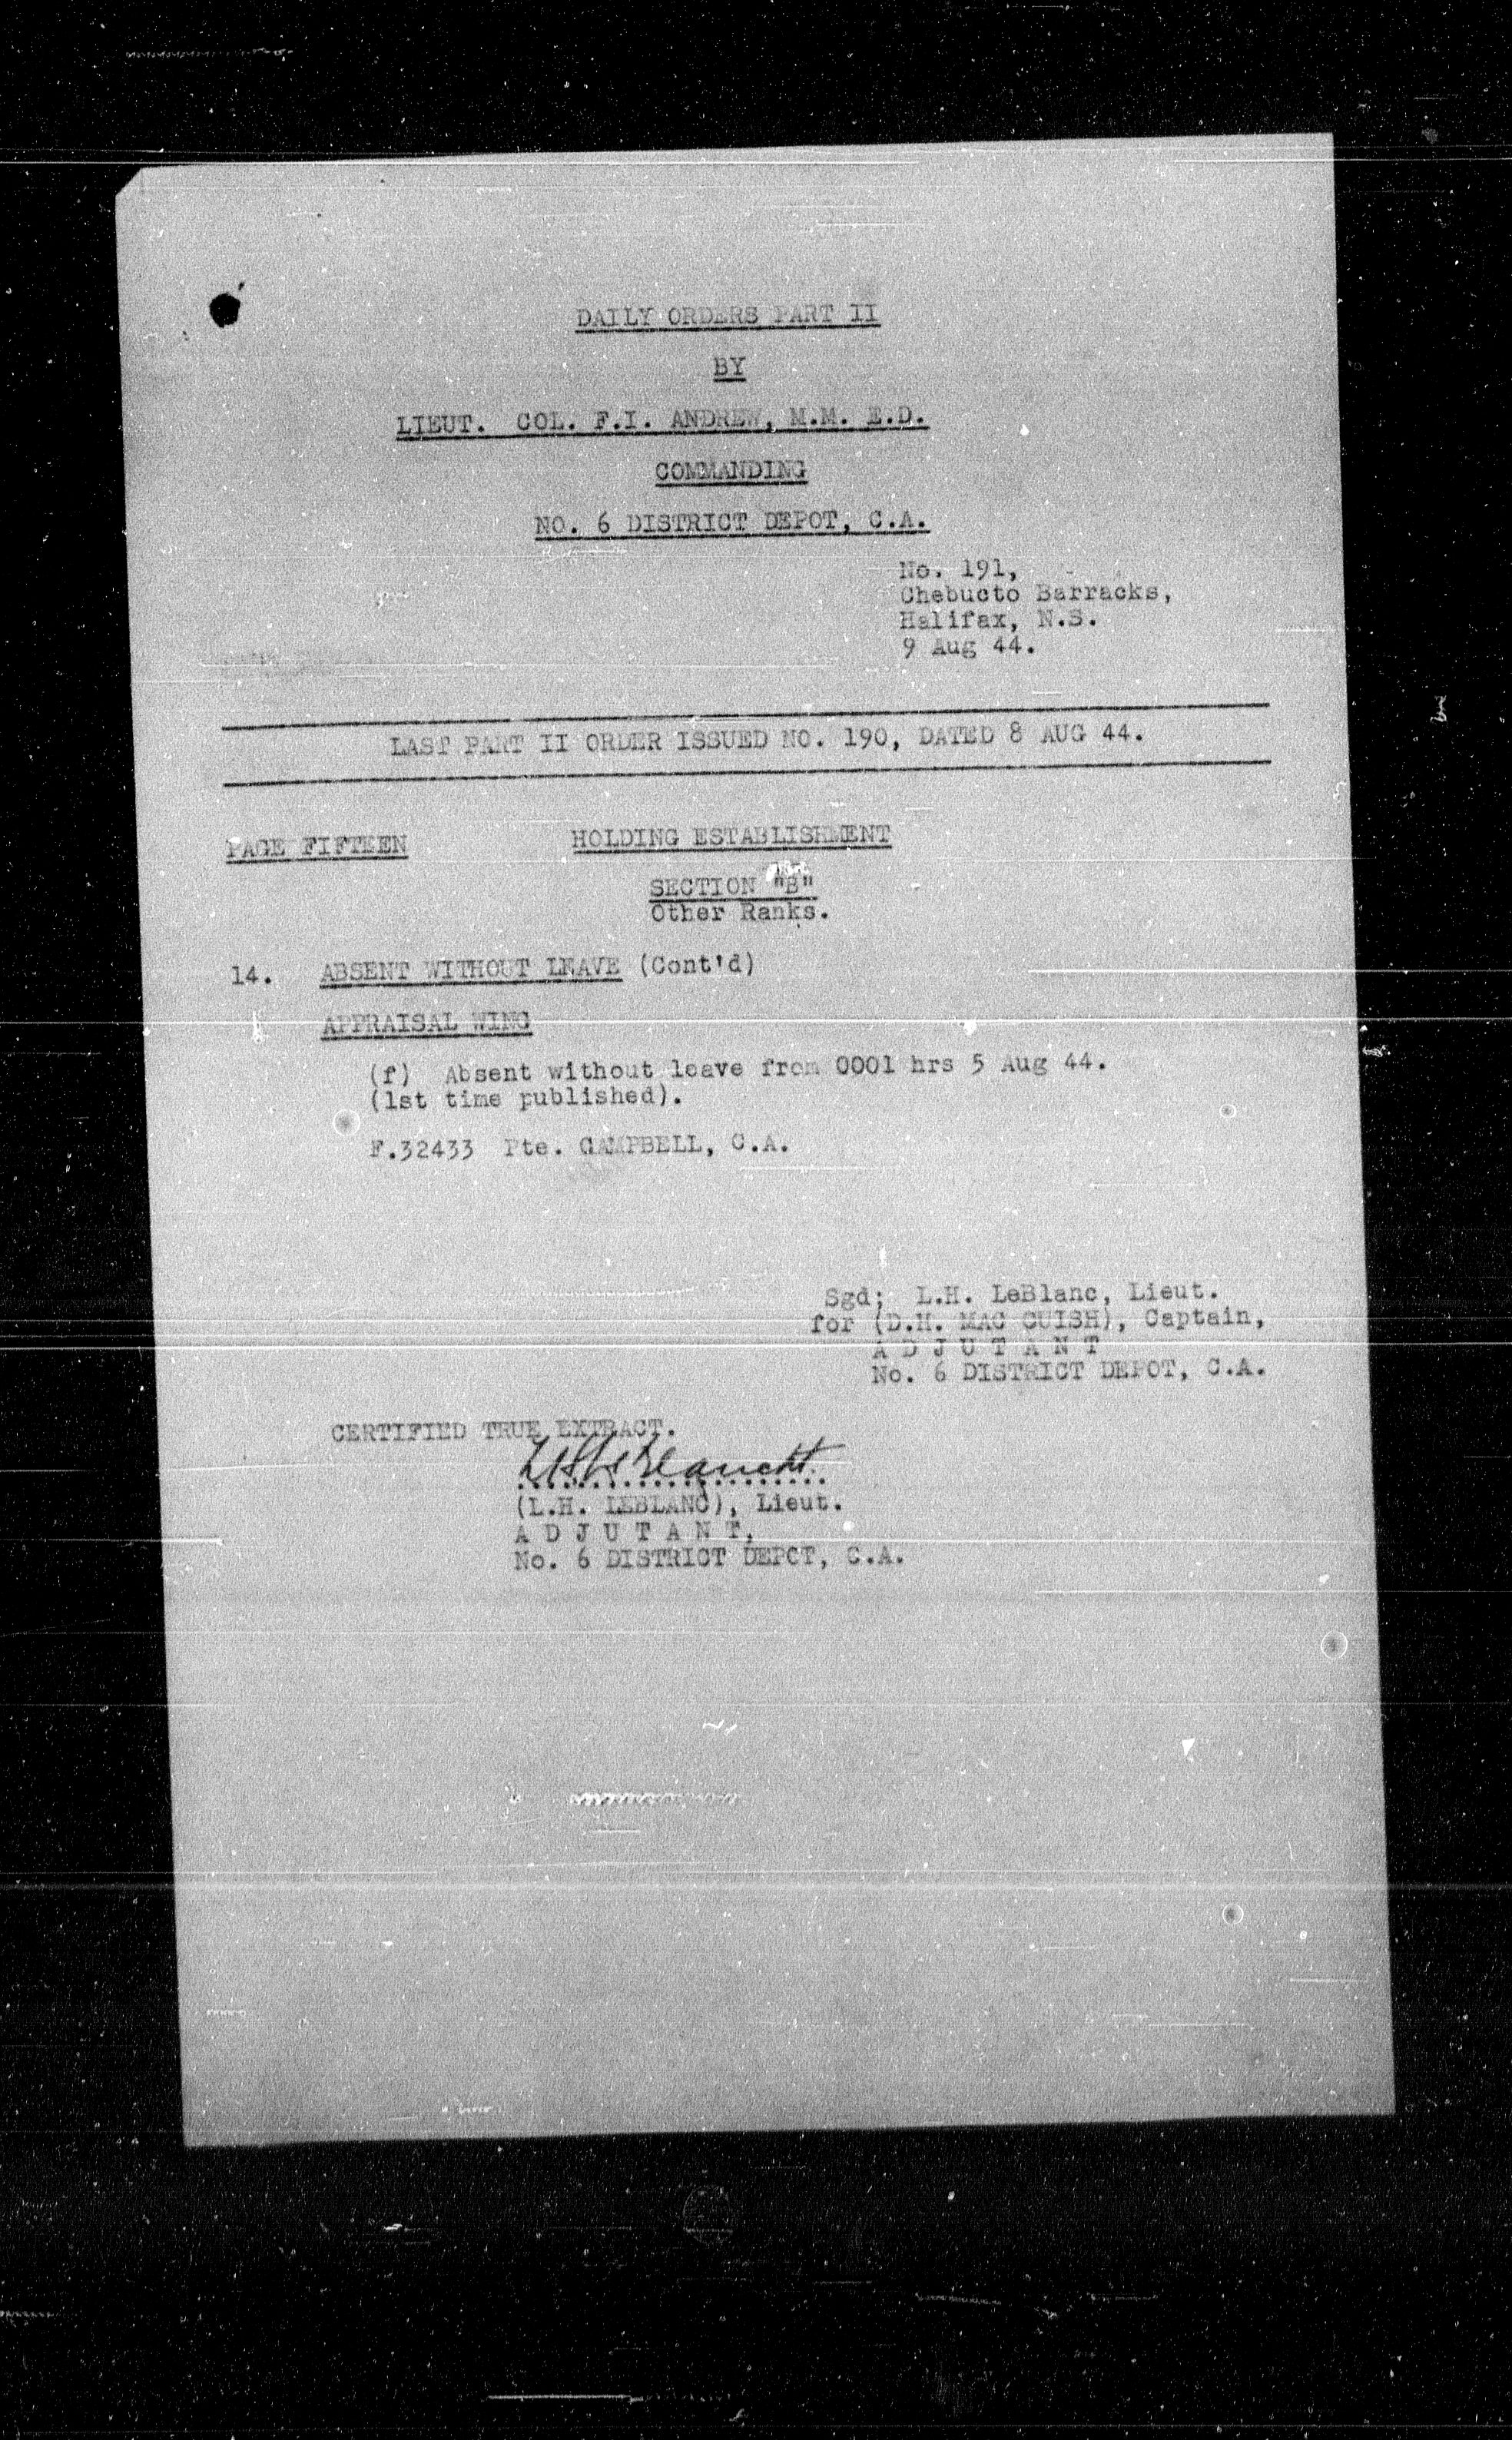 DAILY ORDERS PART II
BY
LIEUT. COL. F.I. ANDREW, M.M. E.D.
COMMANDING
NO. 6 DISTRICT DEPOT, C.A.
No. 191,
Chebucto Barracks,
Halifax, N.S.
9 Aug 44.
LAST PART II ORDER ISSUED NO. 190, DATED 8 AUG 44.
PAGE FIFTEEN HOLDING ESTABLISHMENT
SECTION "B"
Other Ranks.
14. ABSENT WITHOUT LEAVE (Cont'd)
APPRAISAL WING
(f) Absent without leave from 0001 hrs 5 Aug 44.
(1st time published).
F.32433 Pte. CAMPBELL, C.A.
Sgd; L.H. LeBlanc, Lieut.
for (D.H. MAC CUISH), Captain,
A D J U T A N T
No. 6 DISTRICT DEPOT, C.A.
CERTIFIED TRUE EXTRACT.
LH LeBlanc Lt.
(L.H. LEBLANC), Lieut.
A D J U T A N T,
No. 6 DISTRICT DEPOT, C.A.